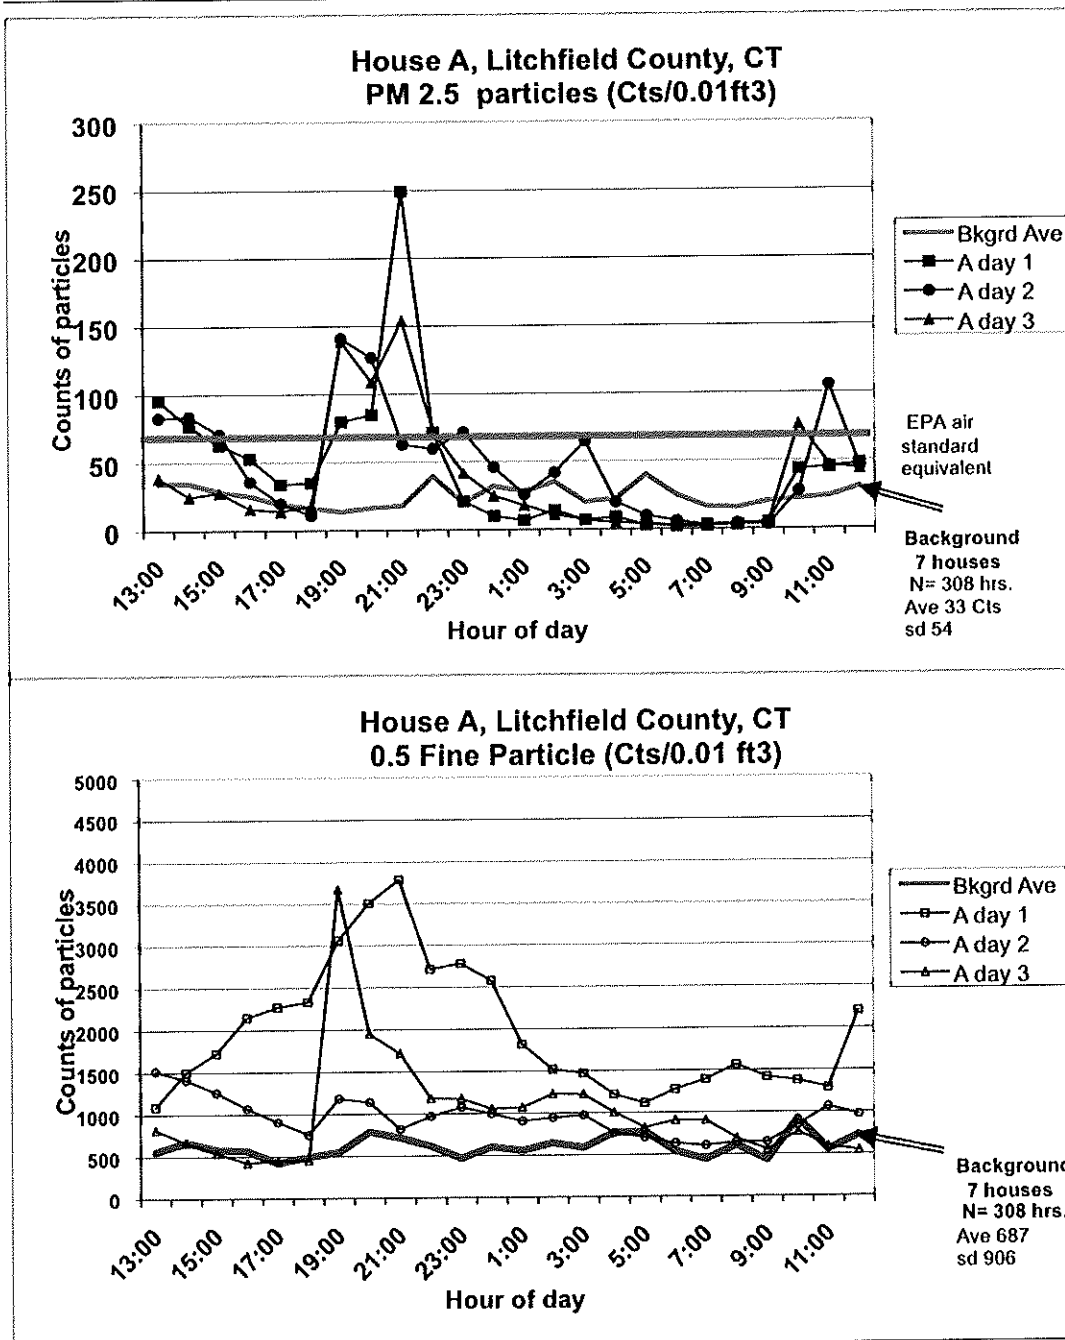 House A, Litchfield County, CT
PM 2.5 particles (Cts/0.01ft3)
300
250
200
150
100
50
0
Counts of particles
13:00
15:00
17:00
19:00
21:00
23:00
1:00
3:00
5:00
7:00
9:00
11:00
Hour of day
Bkgrd Ave
A day 1
A day 2
A day 3
EPA air
standard
equivalent
Background
7 houses
N= 308 hrs.
Ave 33 Cts
sd 54
House A, Litchfield County, CT
0.5 Fine Particle (Cts/0.01 ft3)
5000
4500
4000
3500
3000
2500
2000
1500
1000
500
0
Counts of particles
13:00
15:00
17:00
19:00
21:00
23:00
1:00
3:00
5:00
7:00
9:00
11:00
Hour of day
Bkgrd Ave
A day 1
A day 2
A day 3
Background
7 houses
N= 308 hrs.
Ave 687
sd 906